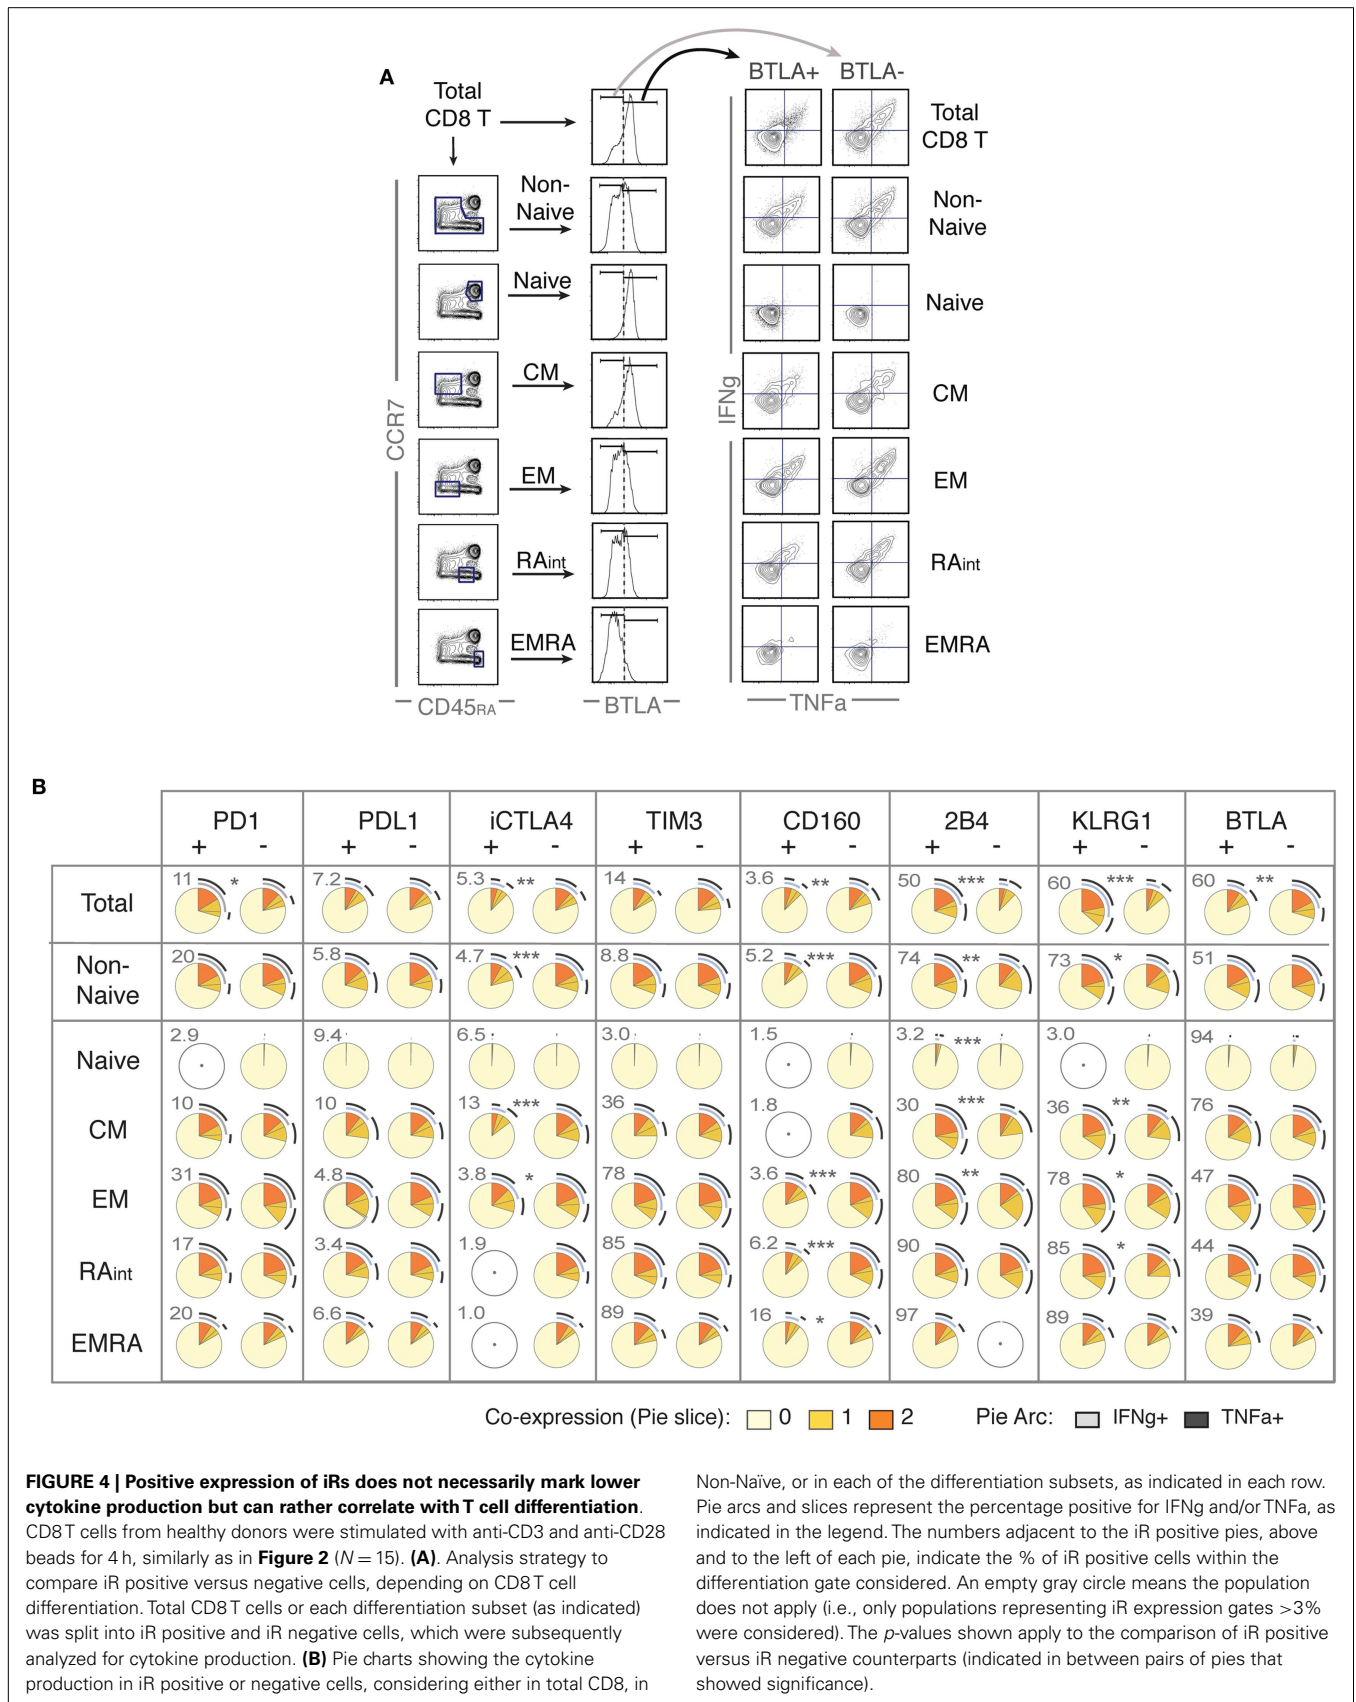 A
Total
CD8 T
BTLA+ BTLA-
Total
CD8 T
Non-
Naive
Non-
Naive
Naive
Naive
CM
CM
EM
EM
RAint
RAint
EMRA
EMRA
CCR7
IFNg
CD45RA
BTLA
TNFa
B
PD1 PDL1 iCTLA4 TIM3 CD160 2B4 KLRG1 BTLA
+ - + - + - + - + - + - + - + -
Total 11 * 7.2 5.3 ** 14 3.6 ** 50 *** 60 *** 60 **
Non-
Naive 20 5.8 4.7 *** 8.8 5.2 *** 74 ** 73 * 51
Naive 2.9 9.4 6.5 3.0 1.5 3.2 *** 3.0 94
CM 10 10 13 *** 36 1.8 30 *** 36 ** 76
EM 31 4.8 3.8 * 78 3.6 *** 80 ** 78 * 47
RAint 17 3.4 1.9 85 6.2 *** 90 85 * 44
EMRA 20 6.6 1.0 89 16 * 97 89 39
Co-expression (Pie slice): 0 1 2 Pie Arc: IFNg+ TNFa+
FIGURE 4 | Positive expression of iRs does not necessarily mark lower
cytokine production but can rather correlate with T cell differentiation.
CD8 T cells from healthy donors were stimulated with anti-CD3 and anti-CD28
beads for 4 h, similarly as in Figure 2 (N = 15). (A). Analysis strategy to
compare iR positive versus negative cells, depending on CD8 T cell
differentiation. Total CD8 T cells or each differentiation subset (as indicated)
was split into iR positive and iR negative cells, which were subsequently
analyzed for cytokine production. (B) Pie charts showing the cytokine
production in iR positive or negative cells, considering either in total CD8, in
Non-Naïve, or in each of the differentiation subsets, as indicated in each row.
Pie arcs and slices represent the percentage positive for IFNg and/or TNFa, as
indicated in the legend. The numbers adjacent to the iR positive pies, above
and to the left of each pie, indicate the % of iR positive cells within the
differentiation gate considered. An empty gray circle means the population
does not apply (i.e., only populations representing iR expression gates >3%
were considered). The p-values shown apply to the comparison of iR positive
versus iR negative counterparts (indicated in between pairs of pies that
showed significance).